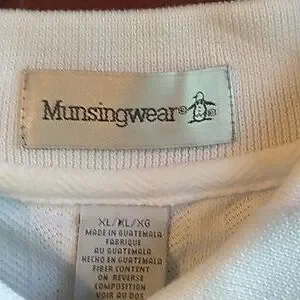 Munsingwear®
XL/XL/XG
MADE IN GUATEMALA
FABRIQUE
AU GUATEMALA
HECHO EN GUATEMALA
FIBER CONTENT
ON REVERSE
COMPOSITION
VOIR AU DOS